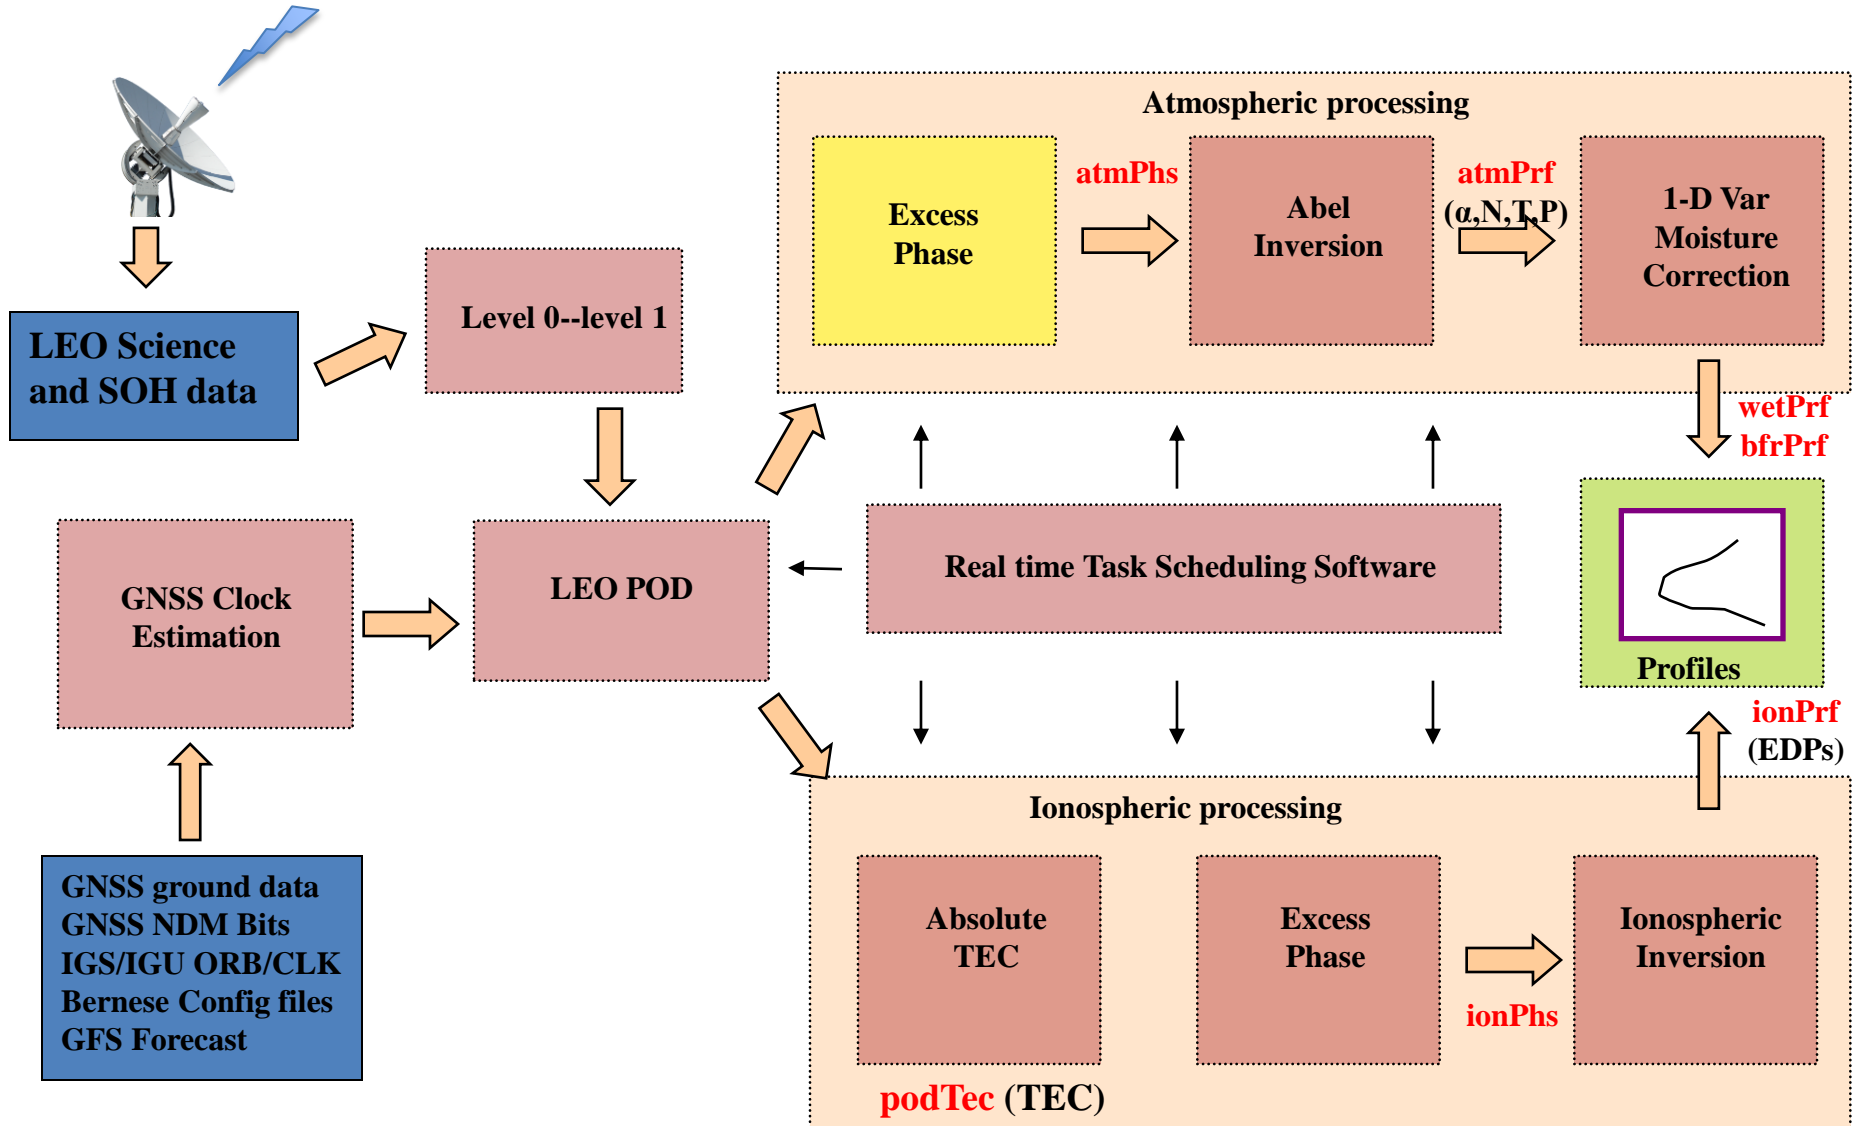 Atmospheric processing
Excess
Phase
atmPhs
Abel
Inversion
atmPrf
(α,N,T,P)
1-D Var
Moisture
Correction
Level 0--level 1
LEO Science
and SOH data
wetPrf
bfrPrf
GNSS Clock
Estimation
LEO POD
Real time Task Scheduling Software
Profiles
ionPrf
(EDPs)
Ionospheric processing
GNSS ground data
GNSS NDM Bits
IGS/IGU ORB/CLK
Bernese Config files
GFS Forecast
Absolute
TEC
Excess
Phase
ionPhs
Ionospheric
Inversion
podTec (TEC)